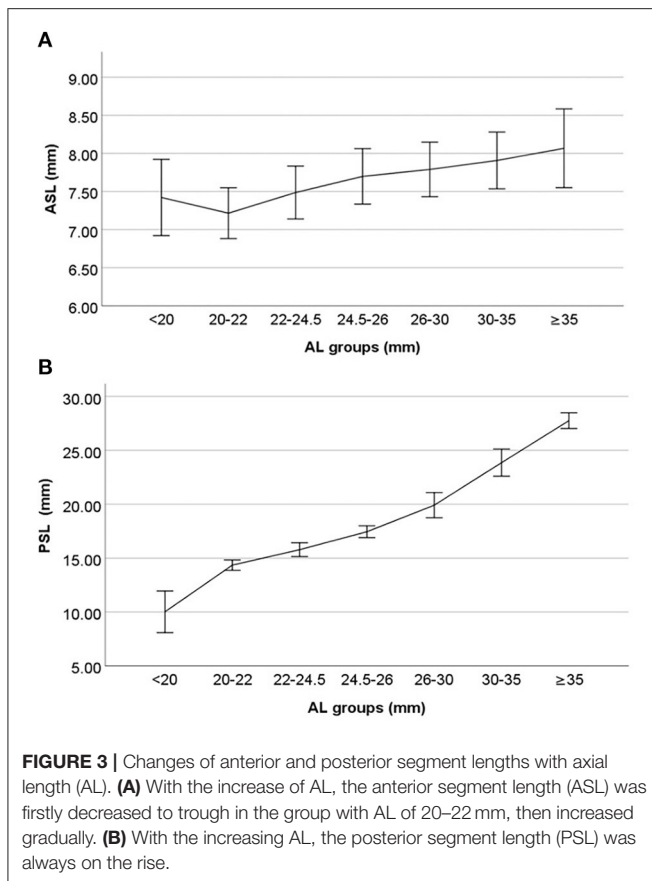 A
9.00
8.50
8.00
7.50
7.00
6.50
6.00
ASL (mm)
<20 20-22 22-24.5 24.5-26 26-30 30-35 ≥35
AL groups (mm)
B
30.00
25.00
20.00
15.00
10.00
5.00
PSL (mm)
<20 20-22 22-24.5 24.5-26 26-30 30-35 ≥35
AL groups (mm)
FIGURE 3 | Changes of anterior and posterior segment lengths with axial
length (AL). (A) With the increase of AL, the anterior segment length (ASL) was
firstly decreased to trough in the group with AL of 20–22 mm, then increased
gradually. (B) With the increasing AL, the posterior segment length (PSL) was
always on the rise.